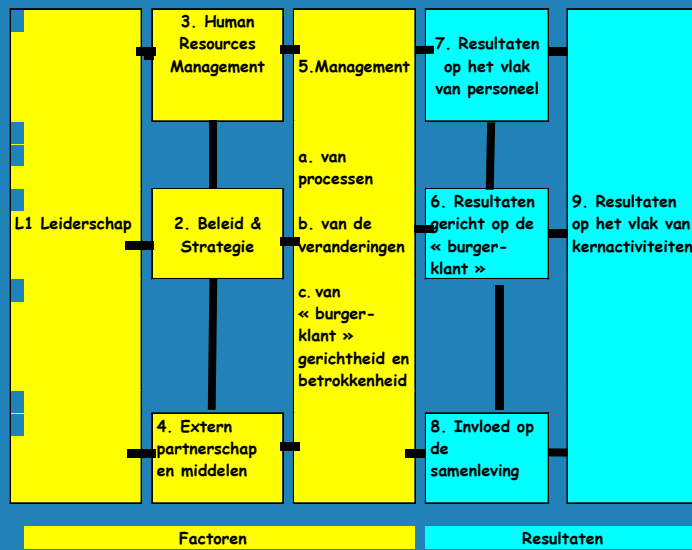 3. Human
Resources
Management
5.Management
7. Resultaten
op het vlak
van personeel
a. van
processen
L1 Leiderschap
2. Beleid &
Strategie
b. van de
veranderingen
c. van
« burger-
klant »
gerichtheid en
betrokkenheid
6. Resultaten
gericht op de
« burger-
klant »
9. Resultaten
op het vlak van
kernactiviteiten
4. Extern
partnerschap
en middelen
8. Invloed op
de
samenleving
Factoren
Resultaten